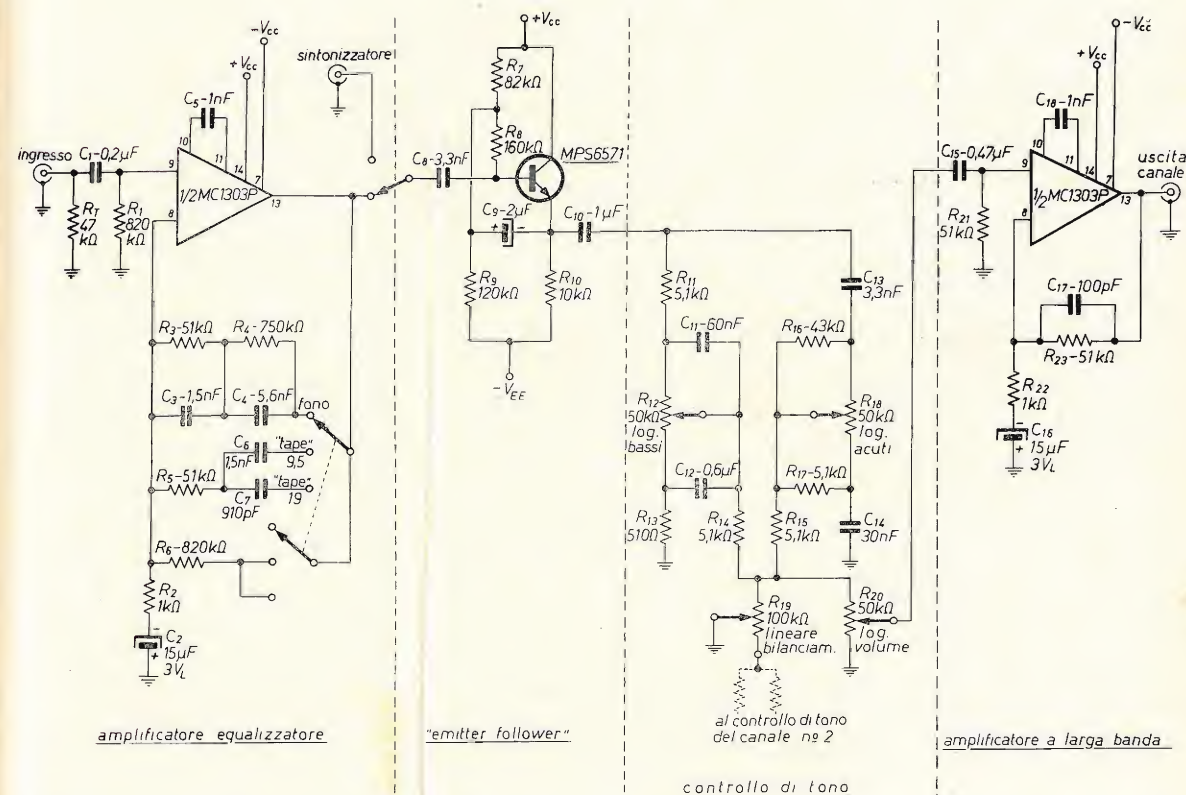 ingresso
C1-0,2µF
RT
47
kΩ
R1
820
kΩ
C5-1nF
10
11
9
8
14
7
13
1/2MC1303P
+Vcc
-Vcc
sintonizzatore
R3-51kΩ
R4-750kΩ
C3-1,5nF
C4-5,6nF
fono
C6
1,5nF
"tape"
9,5
R5-51kΩ
C7
910pF
"tape"
19
R6-820kΩ
R2
1kΩ
-
C2
+ 15µF
3VL
amplificatore equalizzatore
+Vcc
R7
82kΩ
R8
160kΩ
MPS6571
C8-3,3nF
C9-2µF
+
-
C10-1µF
R9
120kΩ
R10
10kΩ
-VEE
"emitter follower"
R11
5,1kΩ
C13
3,3nF
C11-60nF
R16-43kΩ
R12
50kΩ
log.
bassi
R18
50kΩ
log.
acuti
C12-0,6µF
R17-5,1kΩ
R13
510Ω
R14
5,1kΩ
R15
5,1kΩ
C14
30nF
R19
100kΩ
lineare
bilanciam.
R20
50kΩ
log.
volume
al controllo di tono
del canale nº 2
controllo di tono
-Vcc
+Vcc
C18-1nF
C15-0,47µF
10
11
9
8
14
7
13
1/2MC1303P
uscita
canale
R21
51kΩ
C17-100pF
R23-51kΩ
R22
1kΩ
-
C16
+ 15µF
3VL
amplificatore a larga banda